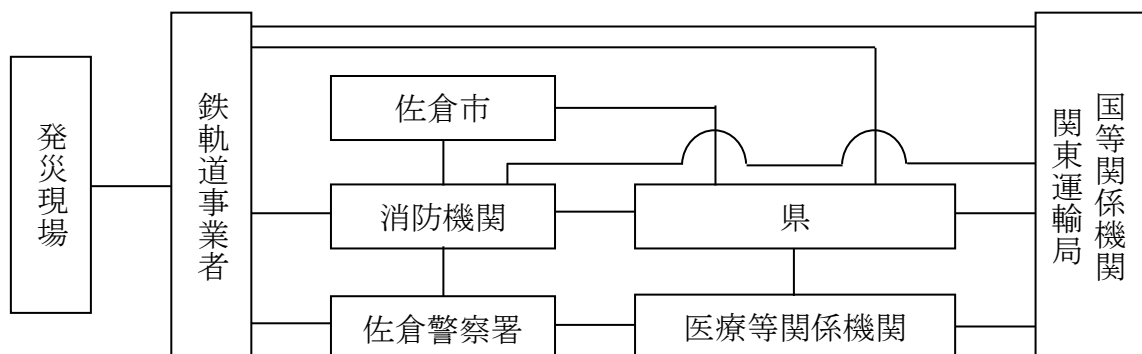 発災現場
鉄軌道事業者
佐倉市
消防機関
県
佐倉警察署
医療等関係機関
国等関係機関
関東運輸局